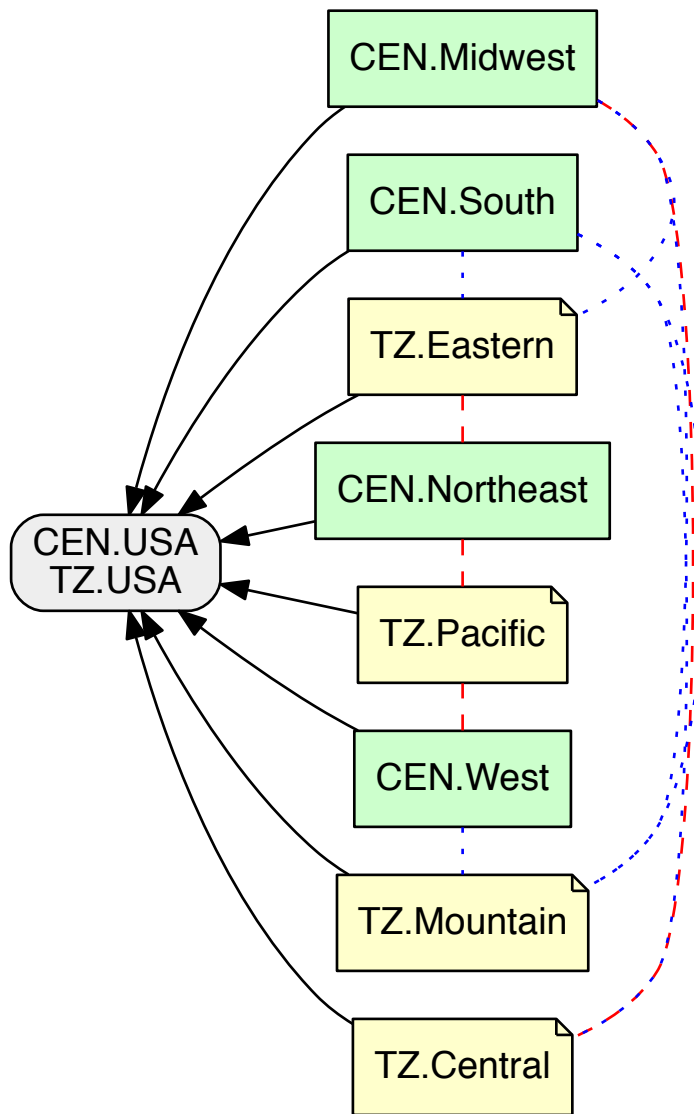 CEN.Midwest
CEN.South
TZ.Eastern
CEN.Northeast
CEN.USA
TZ.USA
TZ.Pacific
CEN.West
TZ.Mountain
TZ.Central